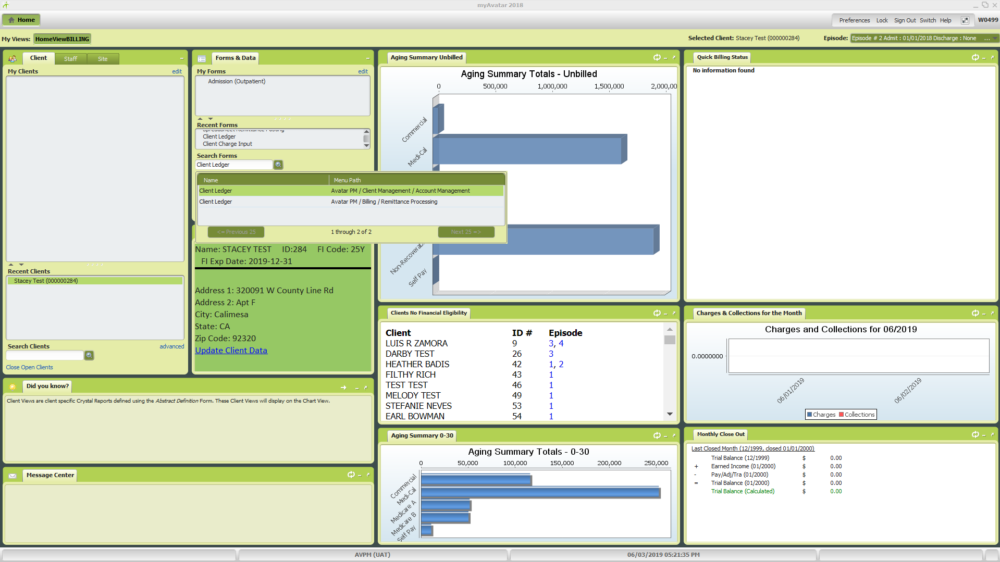 myAvatar 2018
Home
Preferences Lock Sign Out Switch Help W0499
My Views: HomeViewBILLING
Selected Client: Stacey Test (000000284) Episode: Episode # 2 Admit : 01/01/2018 Discharge : None ...
Client Staff Site
My Clients edit
Recent Clients
Stacey Test (000000284)
Search Clients advanced
Close Open Clients
Forms & Data
My Forms edit
Admission (Outpatient)
Recent Forms
Spreadsheet Remittance Posting
Client Ledger
Client Charge Input
Search Forms
Client Ledger
Name Menu Path
Client Ledger Avatar PM / Client Management / Account Management
Client Ledger Avatar PM / Billing / Remittance Processing
<= Previous 25 1 through 2 of 2 Next 25 =>
Name: STACEY TEST ID:284 FI Code: 25Y
FI Exp Date: 2019-12-31
Address 1: 320091 W County Line Rd
Address 2: Apt F
City: Calimesa
State: CA
Zip Code: 92320
Update Client Data
Did you know?
Client Views are client specific Crystal Reports defined using the Abstract Definition Form. These Client Views will display on the Chart View.
Message Center
Aging Summary Unbilled
Aging Summary Totals - Unbilled
0 500,000 1,000,000 1,500,000 2,000,00
Commercial
Medi-Cal
Non-Recoverab
Self Pay
Clients No Financial Eligibility
Client ID # Episode
LUIS R ZAMORA 9 3, 4
DARBY TEST 26 3
HEATHER BADIS 42 1, 2
FILTHY RICH 43 1
TEST TEST 46 1
MELODY TEST 49 1
STEFANIE NEVES 53 1
EARL BOWMAN 54 1
Aging Summary 0-30
Aging Summary Totals - 0-30
0 50,000 100,000 150,000 200,000 250,000
Commercial
Medi-Cal
Medicare A
Medicare B
Self Pay
Quick Billing Status
No information found
Charges & Collections for the Month
Charges and Collections for 06/2019
0.0000000
06/01/2019 06/02/2019
Charges Collections
Monthly Close Out
Last Closed Month (12/1999, closed 01/01/2000)
Trial Balance (12/1999) $ 0.00
+ Earned Income (01/2000) $ 0.00
- Pay/Adj/Tra (01/2000) $ 0.00
= Trial Balance (01/2000) $ 0.00
Trial Balance (Calculated) $ 0.00
AVPM (UAT) 06/03/2019 05:21:35 PM